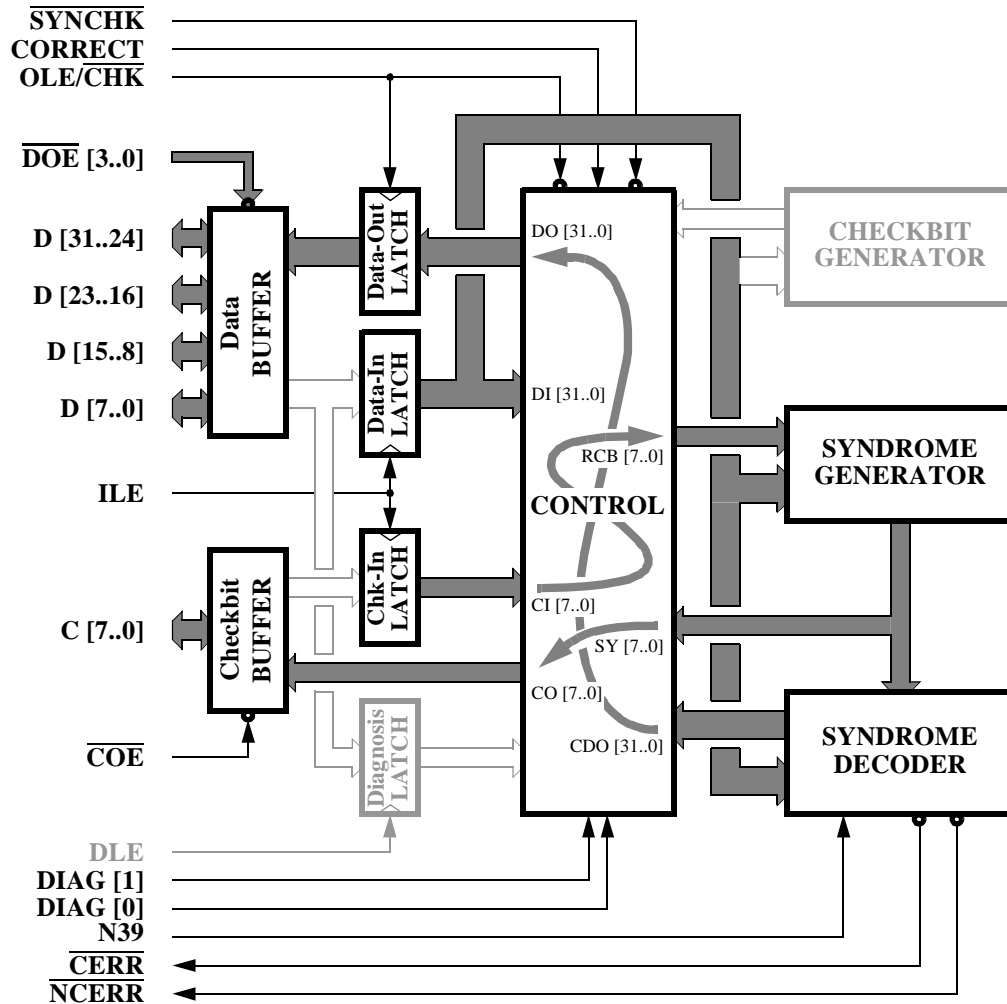 SYNCHK
CORRECT
OLE/CHK
DOE [3..0]
D [31..24]
D [23..16]
D [15..8]
D [7..0]
ILE
C [7..0]
COE
DLE
DIAG [1]
DIAG [0]
N39
CERR
NCERR
Data
BUFFER
Checkbit
BUFFER
Data-Out
LATCH
Data-In
LATCH
Chk-In
LATCH
Diagnosis
LATCH
DO [31..0]
DI [31..0]
RCB [7..0]
CONTROL
CI [7..0]
SY [7..0]
CO [7..0]
CDO [31..0]
CHECKBIT
GENERATOR
SYNDROME
GENERATOR
SYNDROME
DECODER